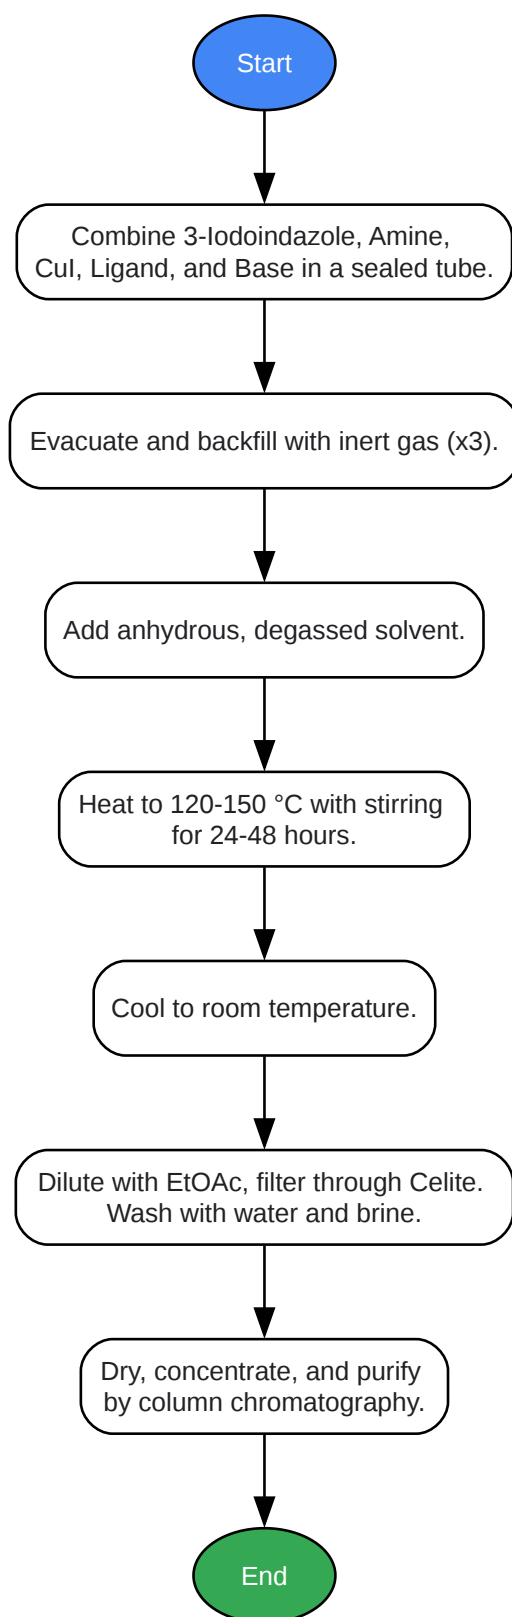 Start
Combine 3-Iodoindazole, Amine,
CuI, Ligand, and Base in a sealed tube.
Evacuate and backfill with inert gas (x3).
Add anhydrous, degassed solvent.
Heat to 120-150 °C with stirring
for 24-48 hours.
Cool to room temperature.
Dilute with EtOAc, filter through Celite.
Wash with water and brine.
Dry, concentrate, and purify
by column chromatography.
End